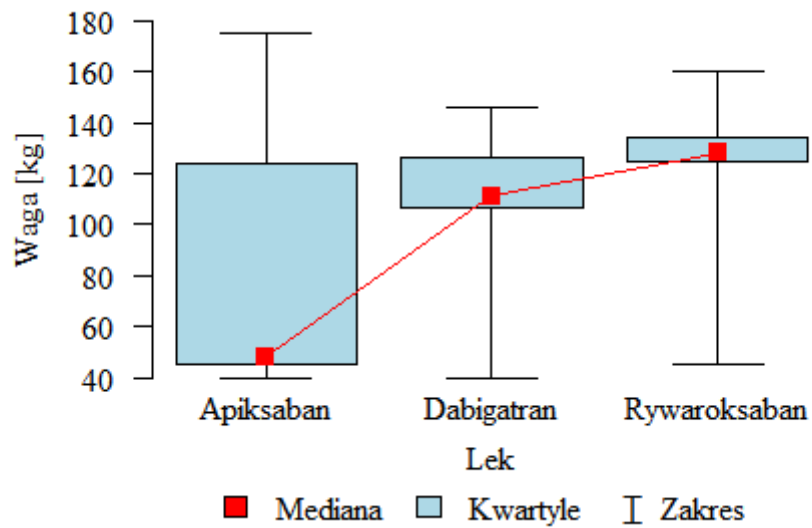 180
160
140
120
100
80
60
40
Waga [kg]
Apiksaban Dabigatran Rywaroksaban
Lek
Mediana Kwartyle Zakres